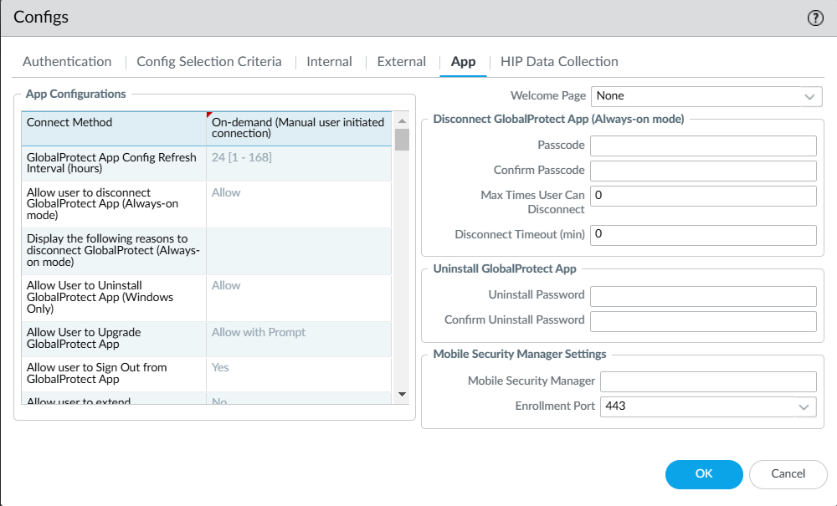 Configs
Authentication
Config Selection Criteria
Internal
External
App
HIP Data Collection
App Configurations
Connect Method
On-demand (Manual user initiated
connection)
GlobalProtect App Config Refresh
Interval (hours)
24 [1 - 168]
Allow user to disconnect
GlobalProtect App (Always-on
mode)
Allow
Display the following reasons to
disconnect GlobalProtect (Always-
on mode)
Allow User to Uninstall
GlobalProtect App (Windows
Only)
Allow
Allow User to Upgrade
GlobalProtect App
Allow with Prompt
Allow user to Sign Out from
GlobalProtect App
Yes
Allow user to extend
No
Welcome Page
None
Disconnect GlobalProtect App (Always-on mode)
Passcode
Confirm Passcode
Max Times User Can
Disconnect
0
Disconnect Timeout (min)
0
Uninstall GlobalProtect App
Uninstall Password
Confirm Uninstall Password
Mobile Security Manager Settings
Mobile Security Manager
Enrollment Port
443
OK
Cancel